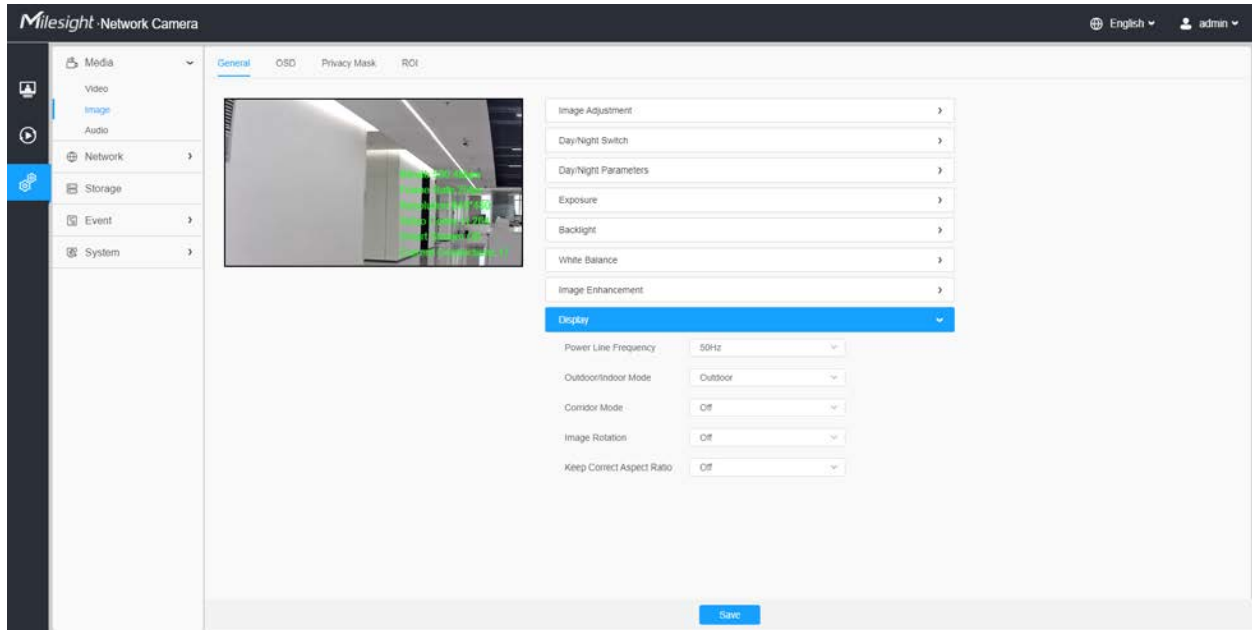 Milesight·Network Camera
English
admin
Media
Video
Image
Audio
Network
Storage
Event
System
General OSD Privacy Mask ROI
Image Adjustment
Day/Night Switch
Day/Night Parameters
Exposure
Backlight
White Balance
Image Enhancement
Display
Power Line Frequency 50Hz
Outdoor/Indoor Mode Outdoor
Corridor Mode Off
Image Rotation Off
Keep Correct Aspect Ratio Off
Save